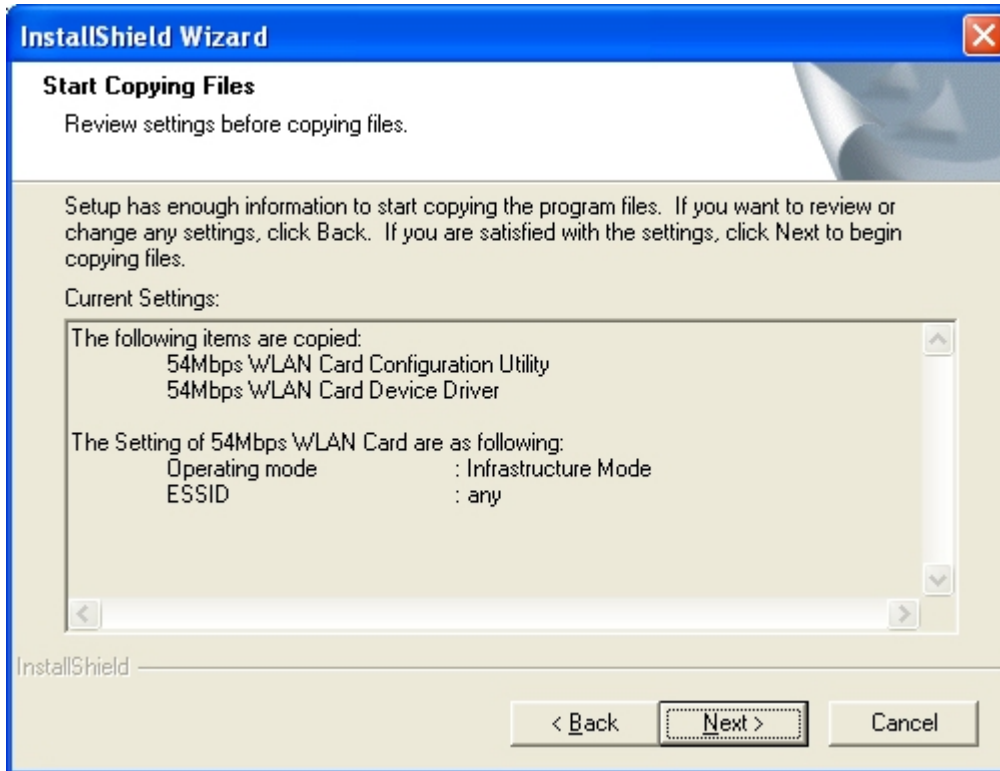 InstallShield Wizard
Start Copying Files
Review settings before copying files.
Setup has enough information to start copying the program files. If you want to review or
change any settings, click Back. If you are satisfied with the settings, click Next to begin
copying files.
Current Settings:
The following items are copied:
54Mbps WLAN Card Configuration Utility
54Mbps WLAN Card Device Driver
The Setting of 54Mbps WLAN Card are as following:
Operating mode : Infrastructure Mode
ESSID : any
InstallShield
< Back Next > Cancel